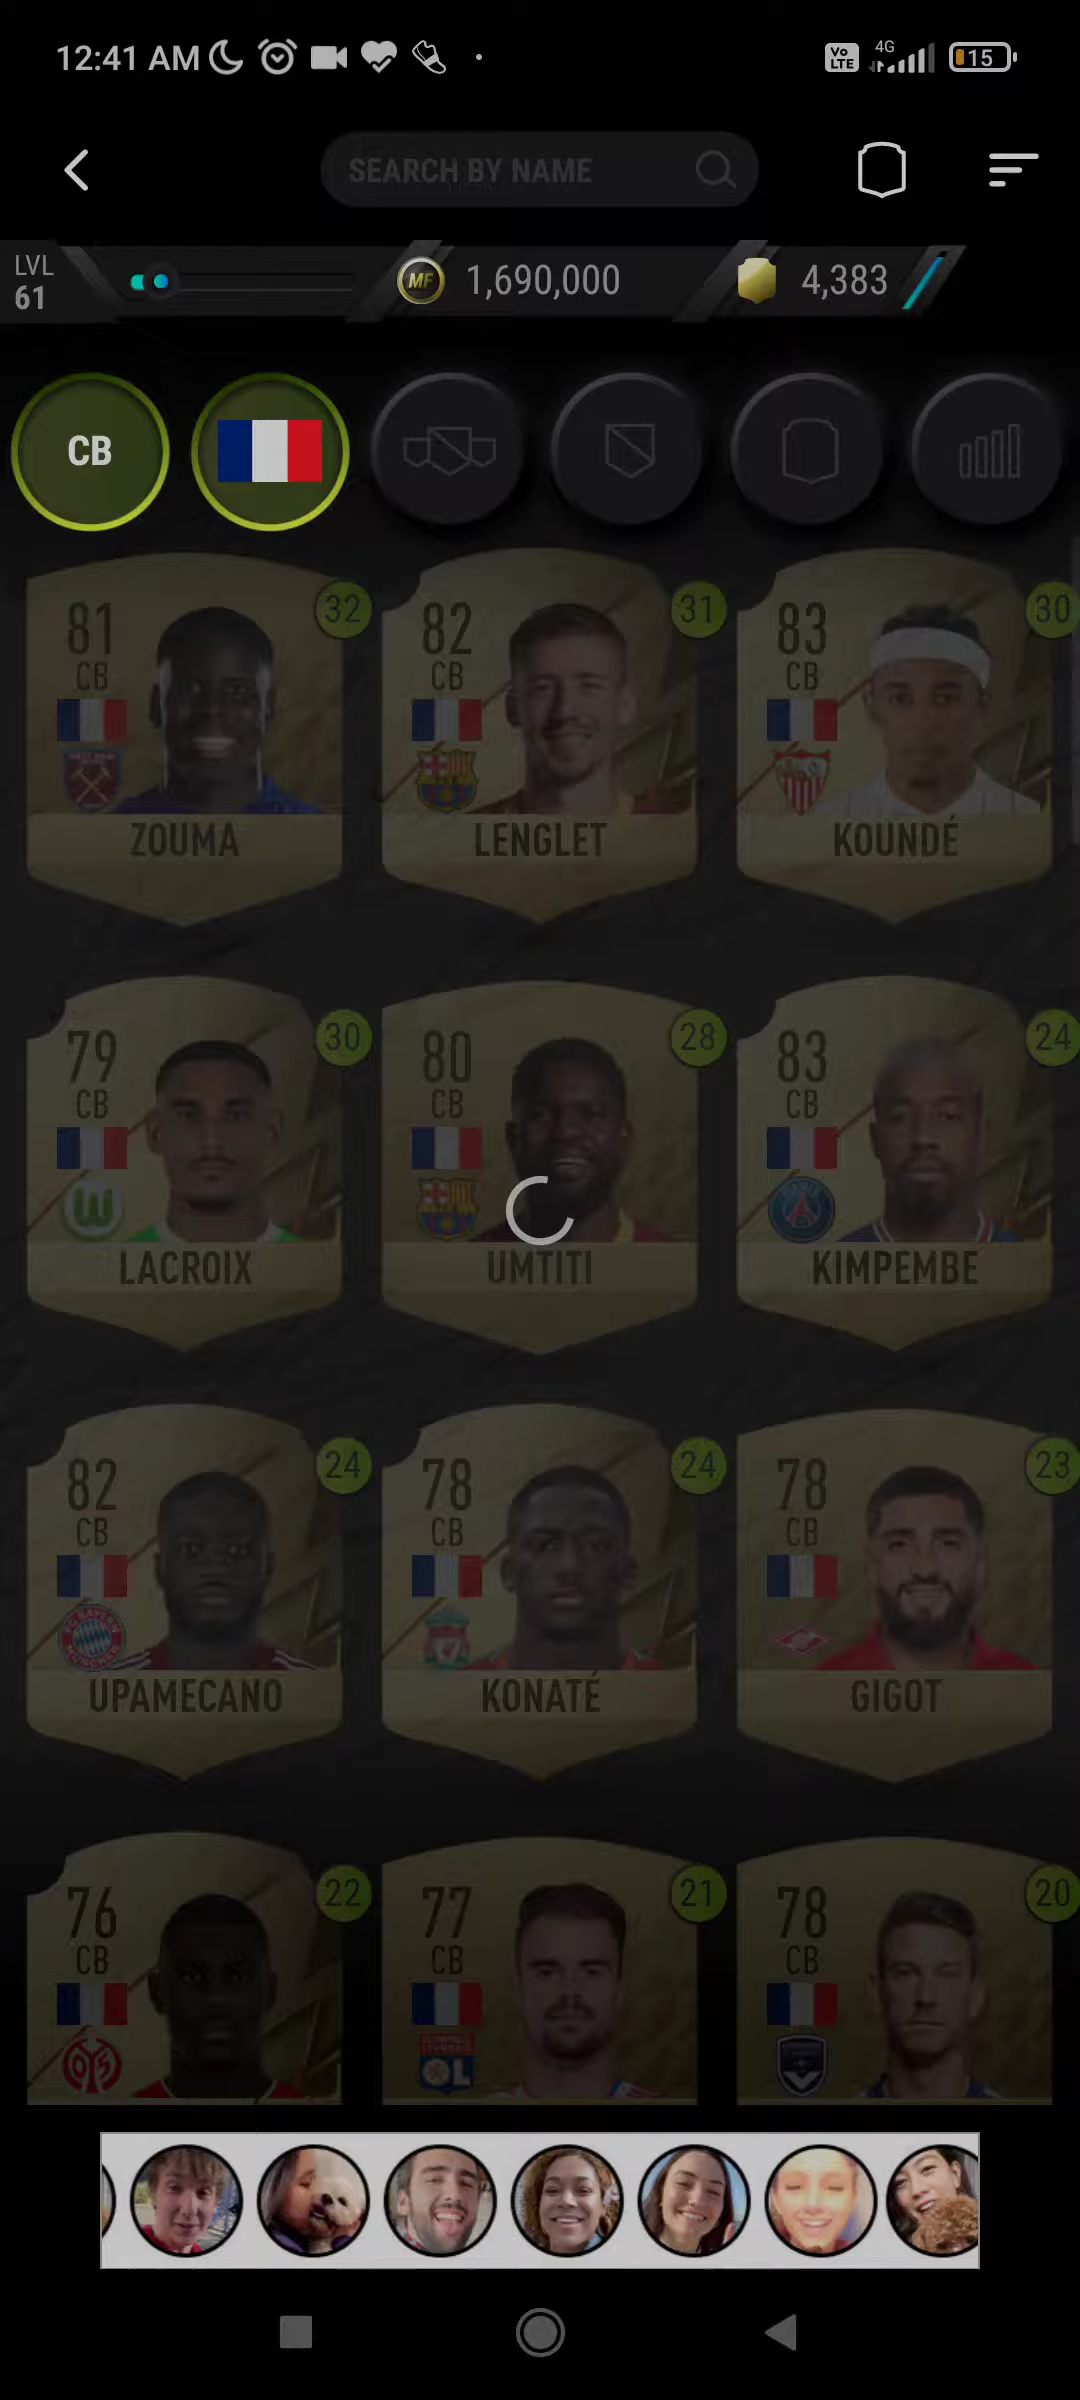 12:41 AM
Vo LTE 4G 15
SEARCH BY NAME
LVL
61
MF 1,690,000 4,383
CB
81 CB 32 ZOUMA
82 CB 31 LENGLET
83 CB 30 KOUNDÉ
79 CB 30 LACROIX
80 CB 28 UMTITI
83 CB 24 KIMPEMBE
82 CB 24 UPAMECANO
78 CB 24 KONATÉ
78 CB 23 GIGOT
76 CB 22
77 CB 21 OL
78 CB 20